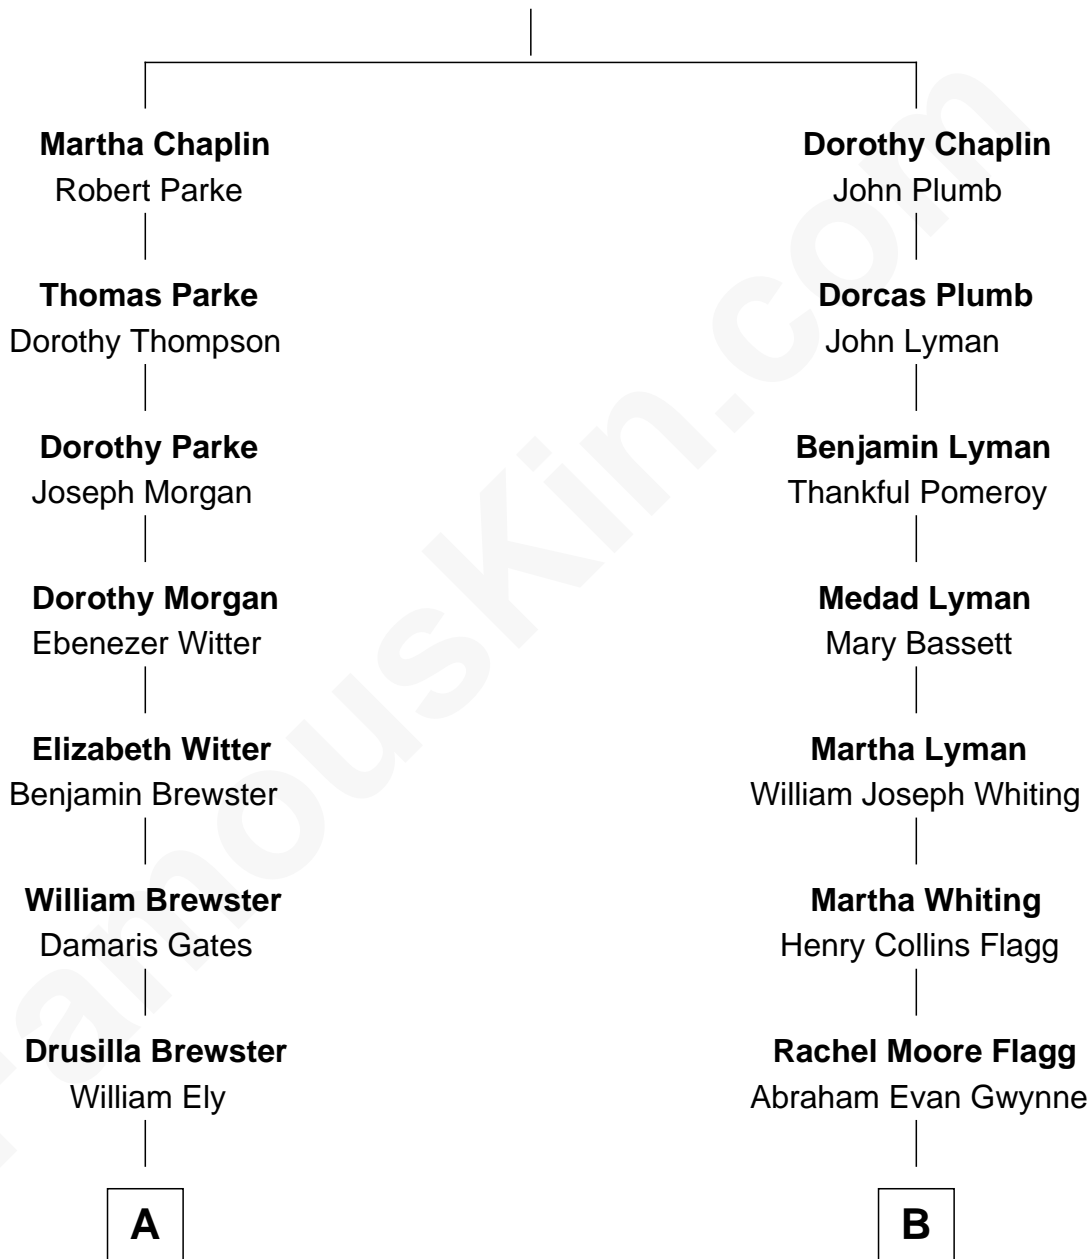 Martha Chaplin
Robert Parke
Dorothy Chaplin
John Plumb
Thomas Parke
Dorothy Thompson
Dorcas Plumb
John Lyman
Dorothy Parke
Joseph Morgan
Benjamin Lyman
Thankful Pomeroy
Dorothy Morgan
Ebenezer Witter
Medad Lyman
Mary Bassett
Elizabeth Witter
Benjamin Brewster
Martha Lyman
William Joseph Whiting
William Brewster
Damaris Gates
Martha Whiting
Henry Collins Flagg
Drusilla Brewster
William Ely
Rachel Moore Flagg
Abraham Evan Gwynne
A
B
FamousKin.com